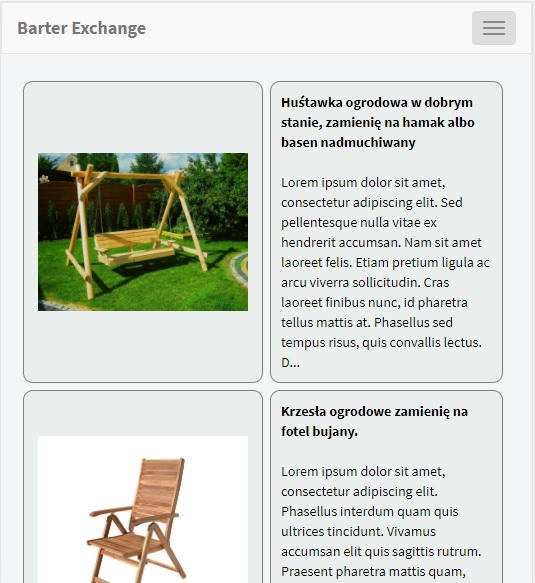 Barter Exchange
Huśtawka ogrodowa w dobrym
stanie, zamienię na hamak albo
basen nadmuchiwany
Lorem ipsum dolor sit amet,
consectetur adipiscing elit. Sed
pellentesque nulla vitae ex
hendrerit accumsan. Nam sit amet
laoreet felis. Etiam pretium ligula ac
arcu viverra sollicitudin. Cras
laoreet finibus nunc, id pharetra
tellus mattis at. Phasellus sed
tempus risus, quis convallis lectus.
D...
Krzesła ogrodowe zamienię na
fotel bujany.
Lorem ipsum dolor sit amet,
consectetur adipiscing elit.
Phasellus interdum quam quis
ultrices tincidunt. Vivamus
accumsan elit quis sagittis rutrum.
Praesent pharetra mattis quam,